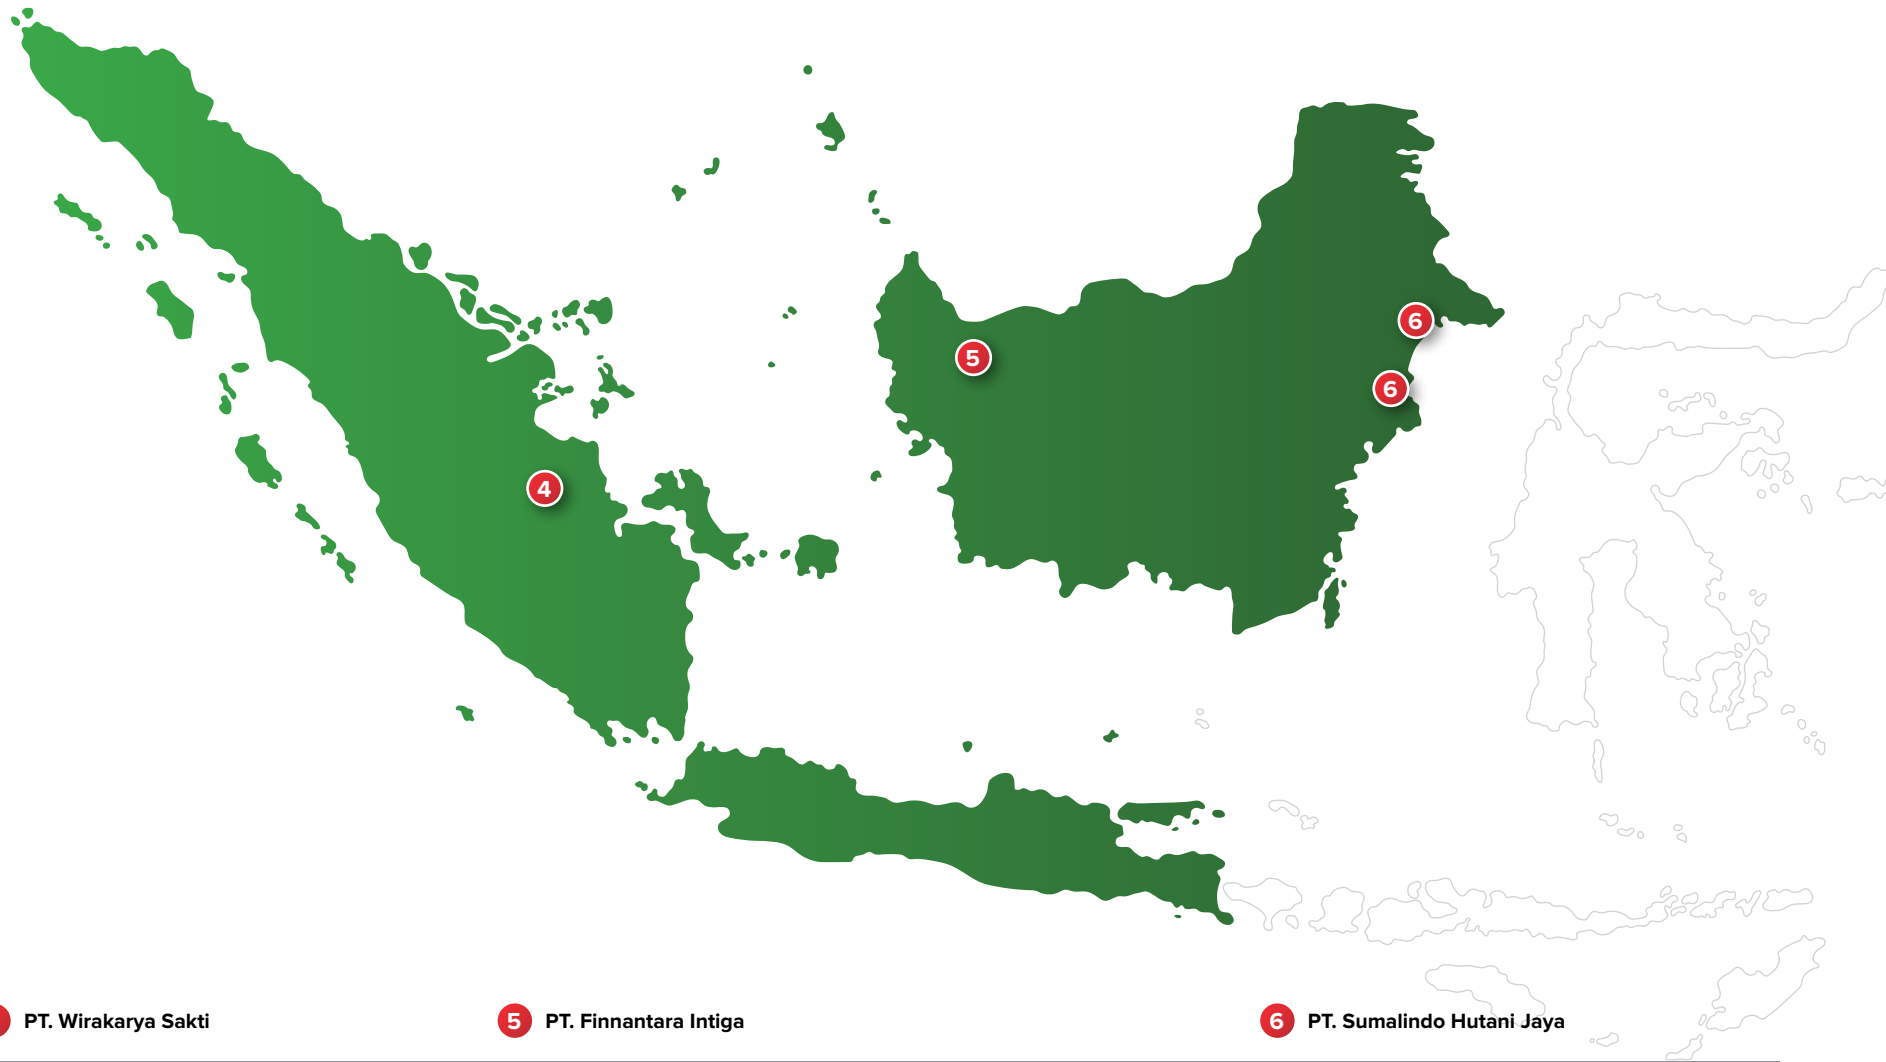 6
5
6
4
PT. Wirakarya Sakti
5 PT. Finnantara Intiga
6 PT. Sumalindo Hutani Jaya